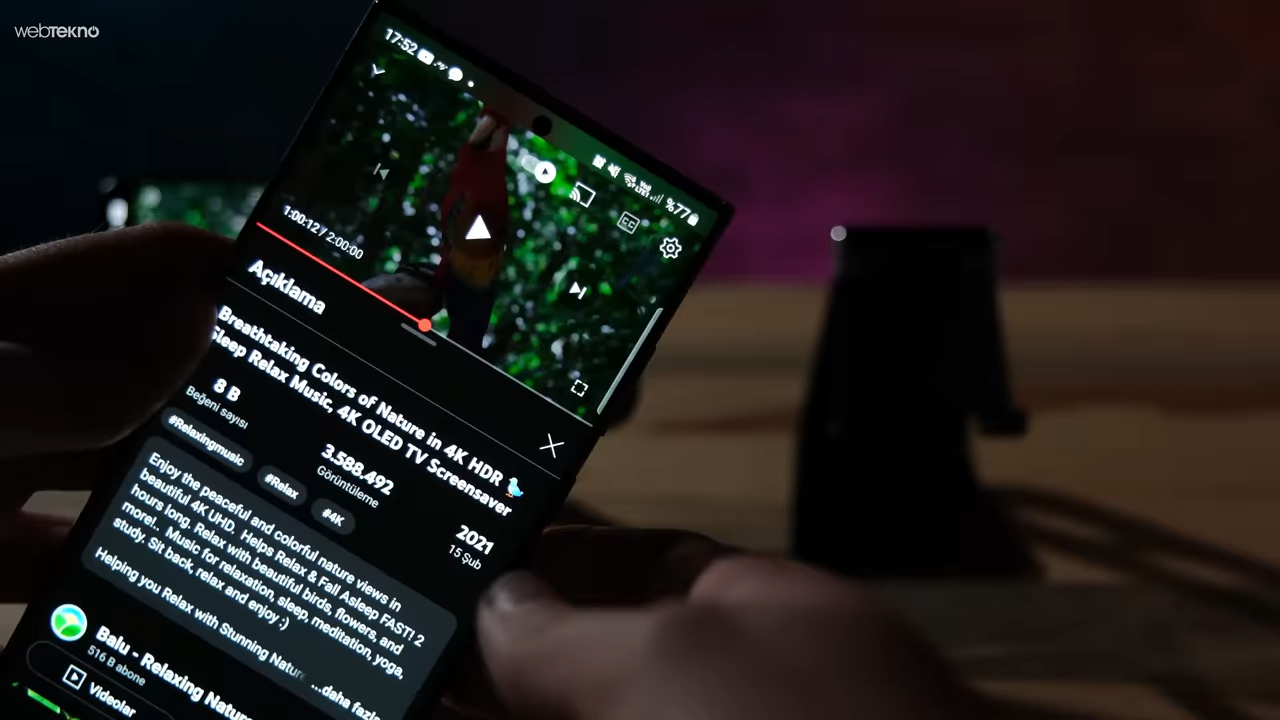 webtekno
17:52
%77
CC
1:00:12 / 2:00:00
Açıklama
Breathtaking Colors of Nature in 4K HDR
Sleep Relax Music, 4K OLED TV Screensaver
8 B
Beğeni sayısı
3.588.492
Görüntüleme
2021
15 Şub
#Relaxingmusic
#Relax
#4K
Enjoy the peaceful and colorful nature views in
beautiful 4K UHD. Helps Relax & Fall Asleep FAST! 2
hours long. Relax with beautiful birds, flowers, and
more!.. Music for relaxation, sleep, meditation, yoga,
study. Sit back, relax and enjoy :)
Helping you Relax with Stunning Nature
...daha fazla
Balu - Relaxing Nature
516 B abone
Videolar